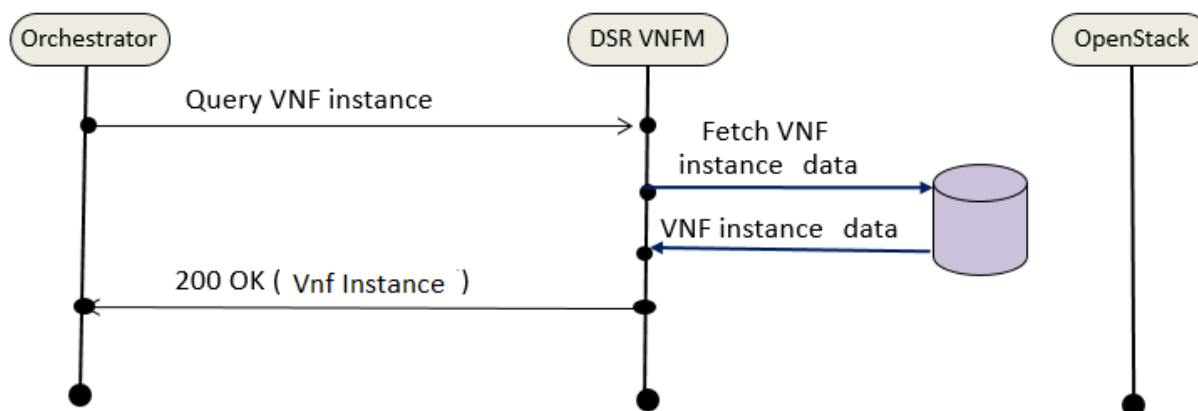 Orchestrator
DSR VNFM
OpenStack
Query VNF instance
Fetch VNF
instance data
VNF instance data
200 OK ( Vnf Instance )